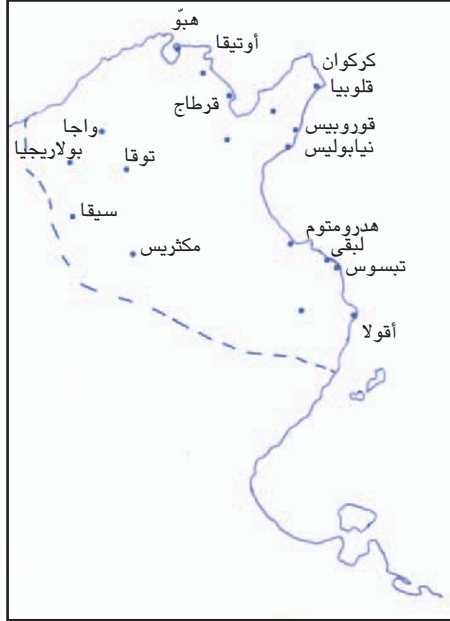 هبّو
أوتيقا
كركوان
قلوبيا
قرطاج
واجا
قوروبيس
بولاريجيا
نيابوليس
توقا
سيقا
هدرومتوم
لبقى
مكثريس
تبسوس
أقولا